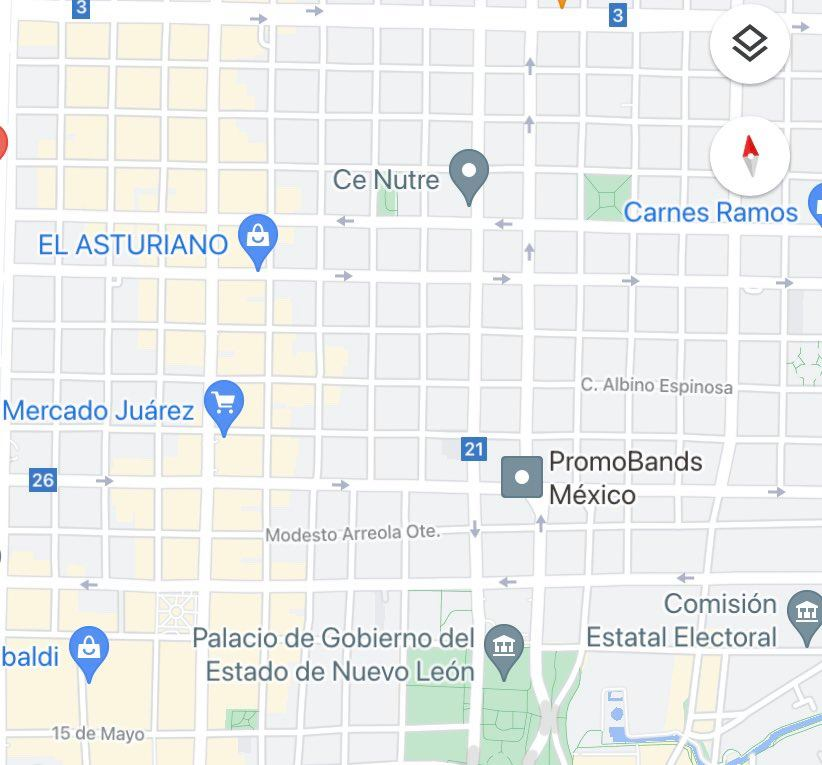 3
3
Ce Nutre
Carnes Ramos
EL ASTURIANO
C. Albino Espinosa
Mercado Juárez
21
PromoBands
México
26
Modesto Arreola Ote.
Comisión
Estatal Electoral
Palacio de Gobierno del
Estado de Nuevo León
baldi
15 de Mayo